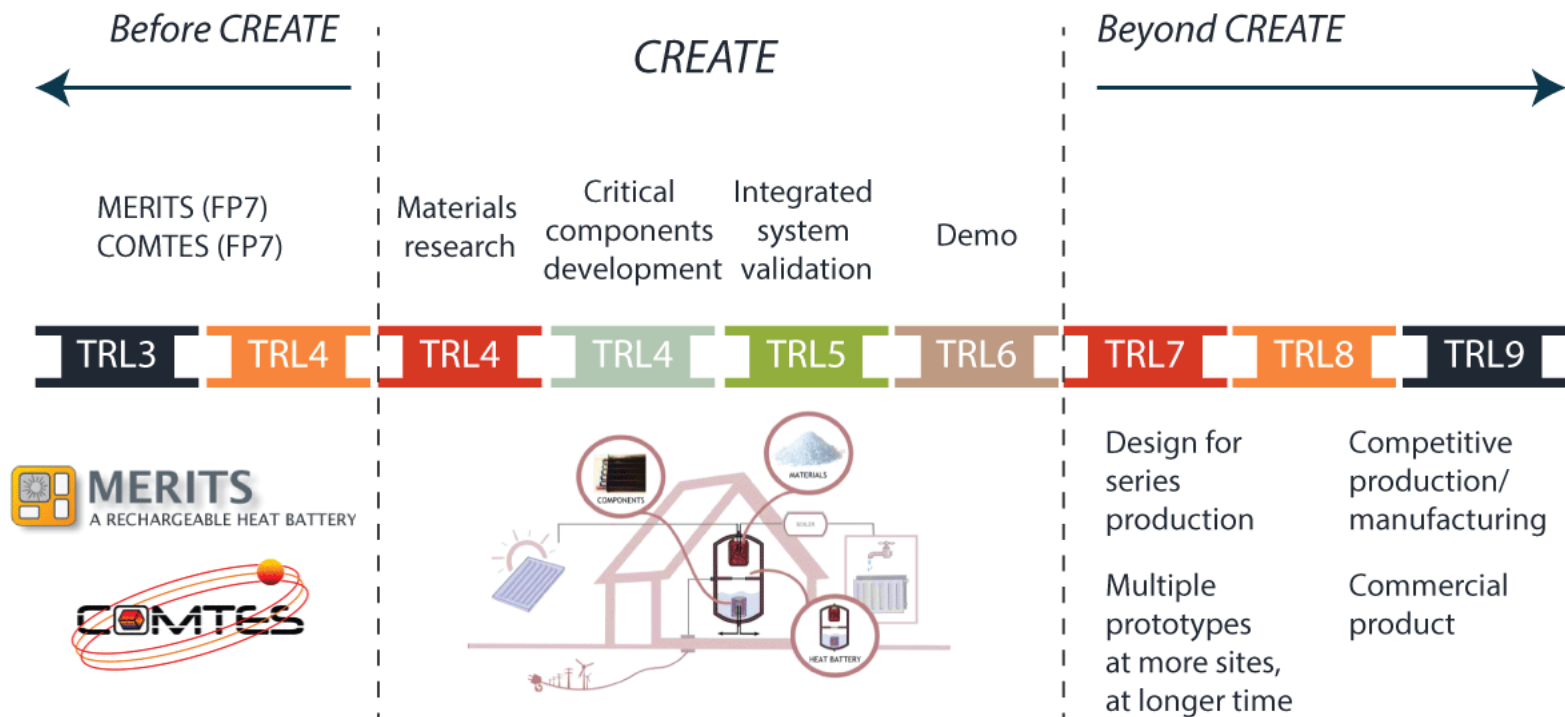 Before CREATE
CREATE
Beyond CREATE
MERITS (FP7)
COMTES (FP7)
Materials
research
Critical
components
development
Integrated
system
validation
Demo
TRL3
TRL4
TRL4
TRL4
TRL5
TRL6
TRL7
TRL8
TRL9
MERITS
A RECHARGEABLE HEAT BATTERY
COMTES
COMPONENTS
MATERIALS
BOILER
HEAT BATTERY
Design for
series
production
Multiple
prototypes
at more sites,
at longer time
Competitive
production/
manufacturing
Commercial
product